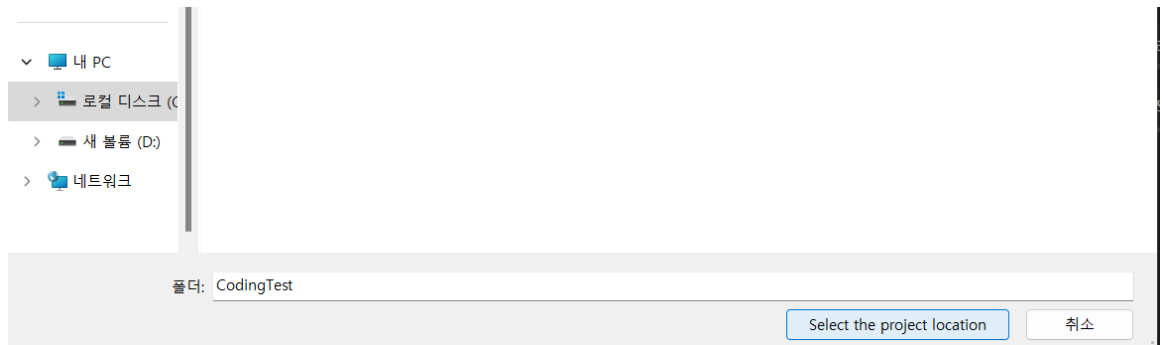 내 PC
로컬 디스크 (C
새 볼륨 (D:)
네트워크
폴더: CodingTest
Select the project location 취소